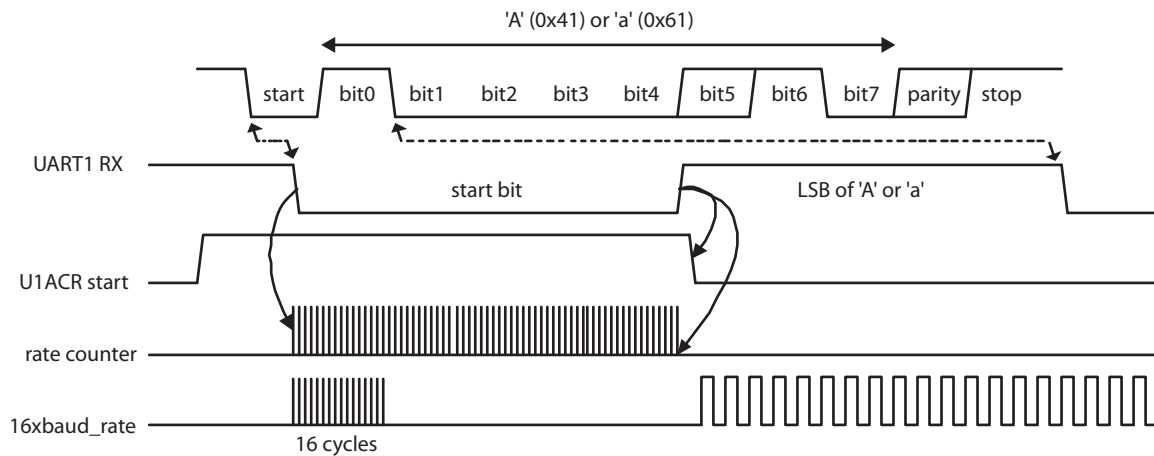 'A' (0x41) or 'a' (0x61)
start bit0 bit1 bit2 bit3 bit4 bit5 bit6 bit7 parity stop
UART1 RX
start bit LSB of 'A' or 'a'
U1ACR start
rate counter
16xbaud_rate
16 cycles